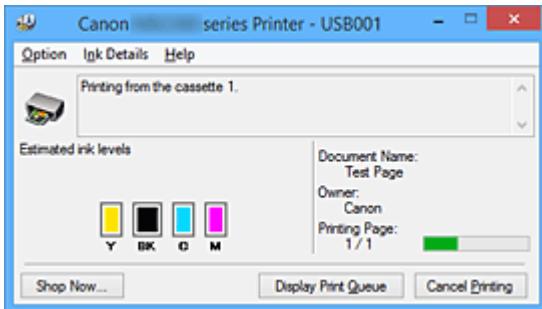 Canon series Printer - USB001
Option Ink Details Help
Printing from the cassette 1.
Estimated ink levels
Y BK C M
Document Name:
Test Page
Owner:
Canon
Printing Page:
1 / 1
Shop Now... Display Print Queue Cancel Printing